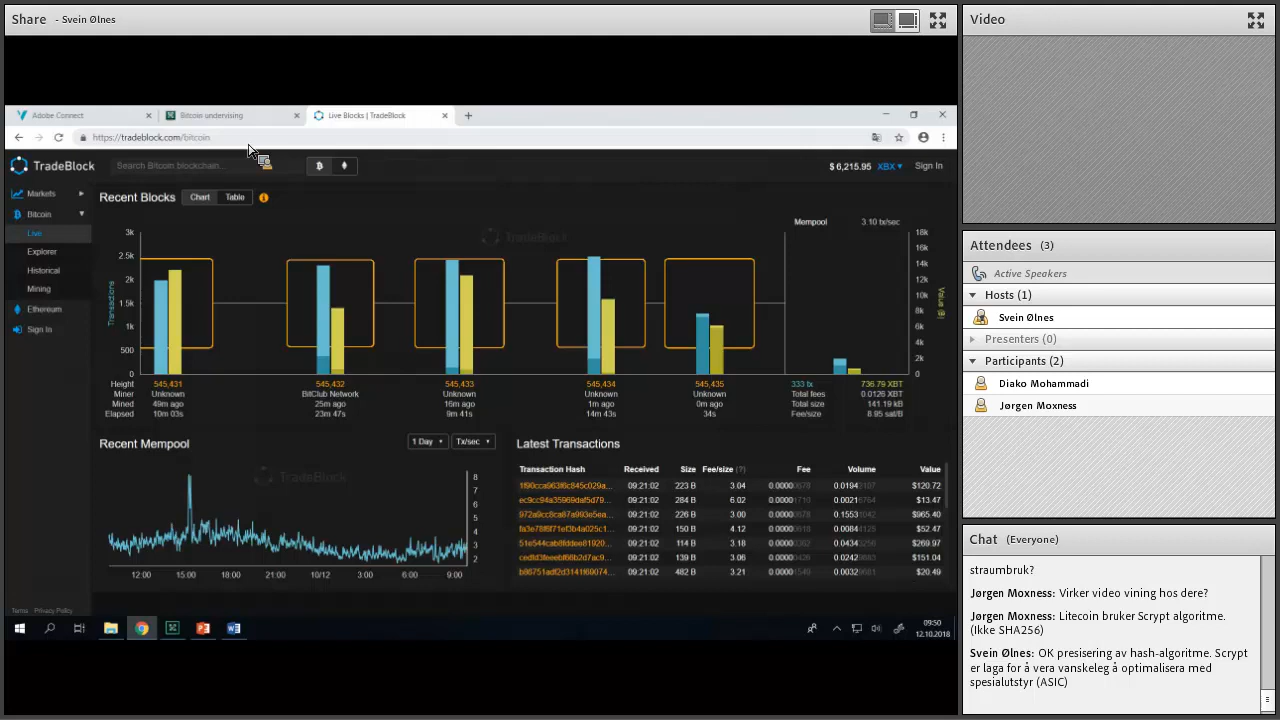 Share - Svein Ølnes
Video
Adobe Connect
Bitcoin undervising
Live Blocks | TradeBlock
https://tradeblock.com/bitcoin
TradeBlock
Search Bitcoin blockchain...
$ 6,215.95 XBX
Sign In
Markets
Bitcoin
Live
Explorer
Historical
Mining
Ethereum
Sign In
Recent Blocks
Chart
Table
Mempool 3.10 tx/sec
3k
2.5k
2k
1.5k
1k
500
0
Transactions
TradeBlock
18k
16k
14k
12k
10k
8k
6k
4k
2k
0
Value (B)
Height 545,431 545,432 545,433 545,434 545,435
Miner Unknown BitClub Network Unknown Unknown Unknown
Mined 49m ago 25m ago 16m ago 1m ago 0m ago
Elapsed 10m 03s 23m 47s 9m 41s 14m 43s 34s
333 tx 736.79 XBT
Total fees 0.0126 XBT
Total size 141.19 kB
Fee/size 8.95 sat/B
Recent Mempool
1 Day
Tx/sec
TradeBlock
8
7
6
5
4
3
2
12:00 15:00 18:00 21:00 10/12 3:00 6:00 9:00
Latest Transactions
Transaction Hash Received Size Fee/size (?) Fee Volume Value
09:21:02 223 B 3.04 $120.72
09:21:02 284 B 6.02 $13.47
09:21:02 226 B 3.00 $965.40
09:21:02 150 B 4.12 $52.47
09:21:02 114 B 3.18 $269.97
09:21:02 139 B 3.06 $151.04
09:21:02 482 B 3.21 $20.49
Terms Privacy Policy
09:50
12.10.2018
Attendees (3)
Active Speakers
Hosts (1)
Svein Ølnes
Presenters (0)
Participants (2)
Diako Mohammadi
Jørgen Moxness
Chat (Everyone)
straumbruk?
Jørgen Moxness: Virker video vining hos dere?
Jørgen Moxness: Litecoin bruker Scrypt algoritme.
(Ikke SHA256)
Svein Ølnes: OK presisering av hash-algoritme. Scrypt
er laga for å vera vanskeleg å optimalisera med
spesialutstyr (ASIC)